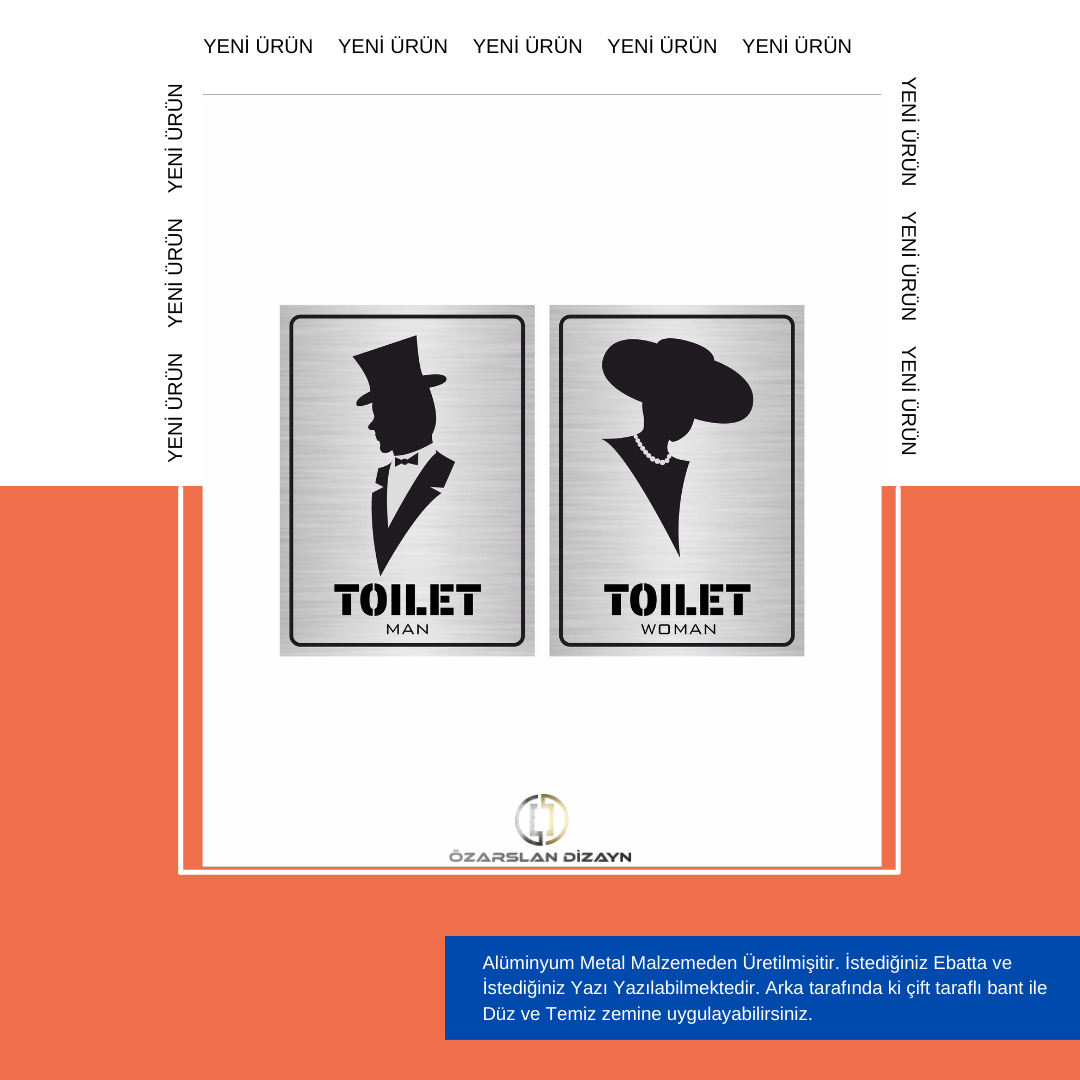 YENİ ÜRÜN YENİ ÜRÜN YENİ ÜRÜN YENİ ÜRÜN YENİ ÜRÜN
YENİ ÜRÜN YENİ ÜRÜN YENİ ÜRÜN
YENİ ÜRÜN YENİ ÜRÜN YENİ ÜRÜN
TOILET
MAN
TOILET
WOMAN
ÖZARSLAN DİZAYN
Alüminyum Metal Malzemeden Üretilmişitir. İstediğiniz Ebatta ve
İstediğiniz Yazı Yazılabilmektedir. Arka tarafında ki çift taraflı bant ile
Düz ve Temiz zemine uygulayabilirsiniz.